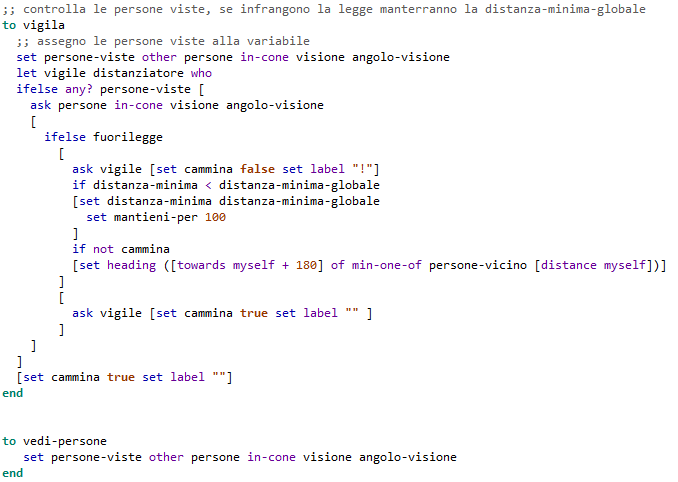 ;; controlla le persone viste, se infrangono la legge manterranno la distanza-minima-globale
to vigila
  ;; assegno le persone viste alla variabile
  set persone-viste other persone in-cone visione angolo-visione
  let vigile distanziatore who
  ifelse any? persone-viste [
    ask persone in-cone visione angolo-visione
    [
      ifelse fuorilegge
        [
          ask vigile [set cammina false set label "!"]
          if distanza-minima < distanza-minima-globale
          [set distanza-minima distanza-minima-globale
            set mantieni-per 100
          ]
          if not cammina
          [set heading ([towards myself + 180] of min-one-of persone-vicino [distance myself])]
        ]
        [
          ask vigile [set cammina true set label "" ]
        ]
    ]
  ]
  [set cammina true set label ""]
end

to vedi-persone
   set persone-viste other persone in-cone visione angolo-visione
end